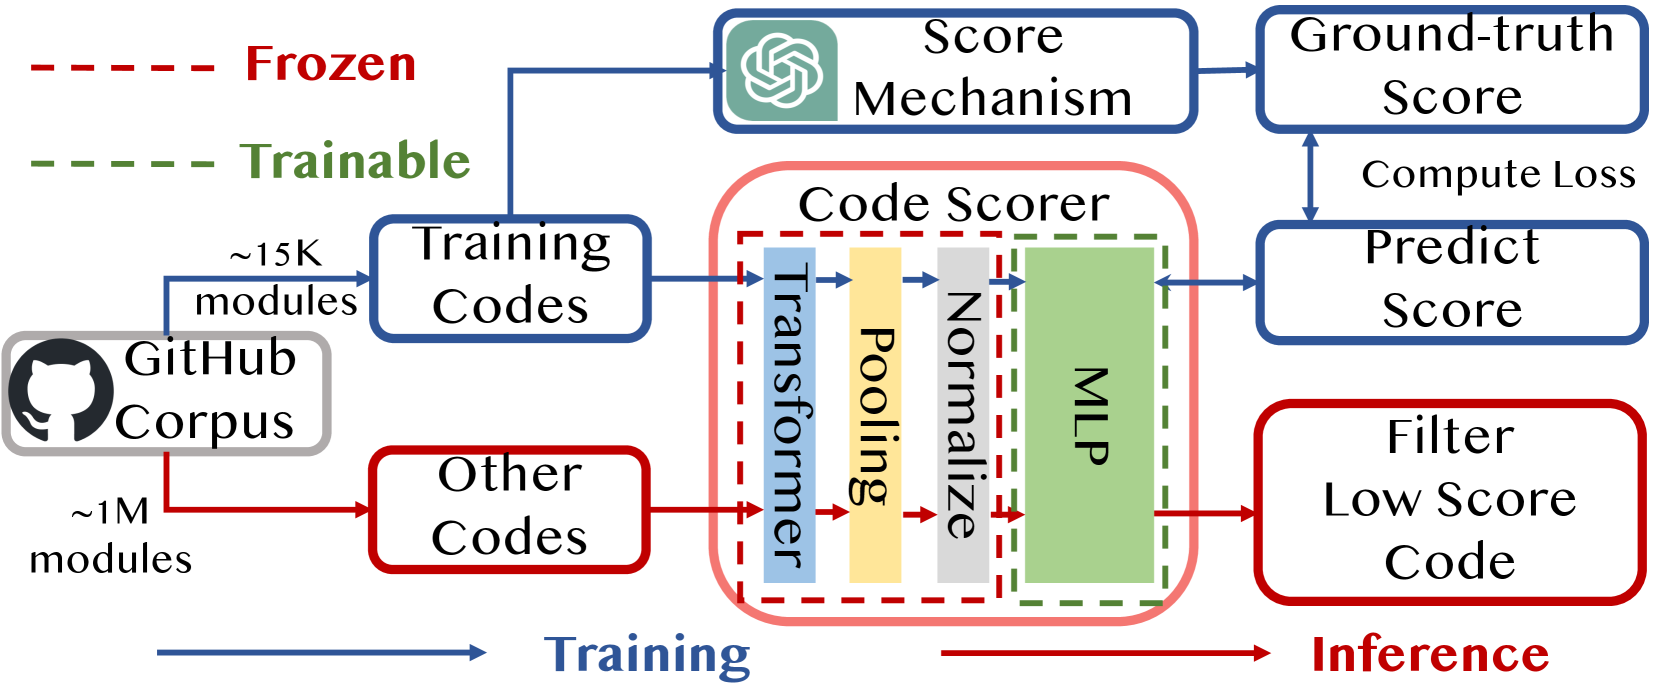 Frozen
Trainable
Score
Mechanism
Ground-truth
Score
Compute Loss
Code Scorer
~15K
modules
Training
Codes
Predict
Score
GitHub
Corpus
Transformer
Pooling
Normalize
MLP
~1M
modules
Other
Codes
Filter
Low Score
Code
Training
Inference